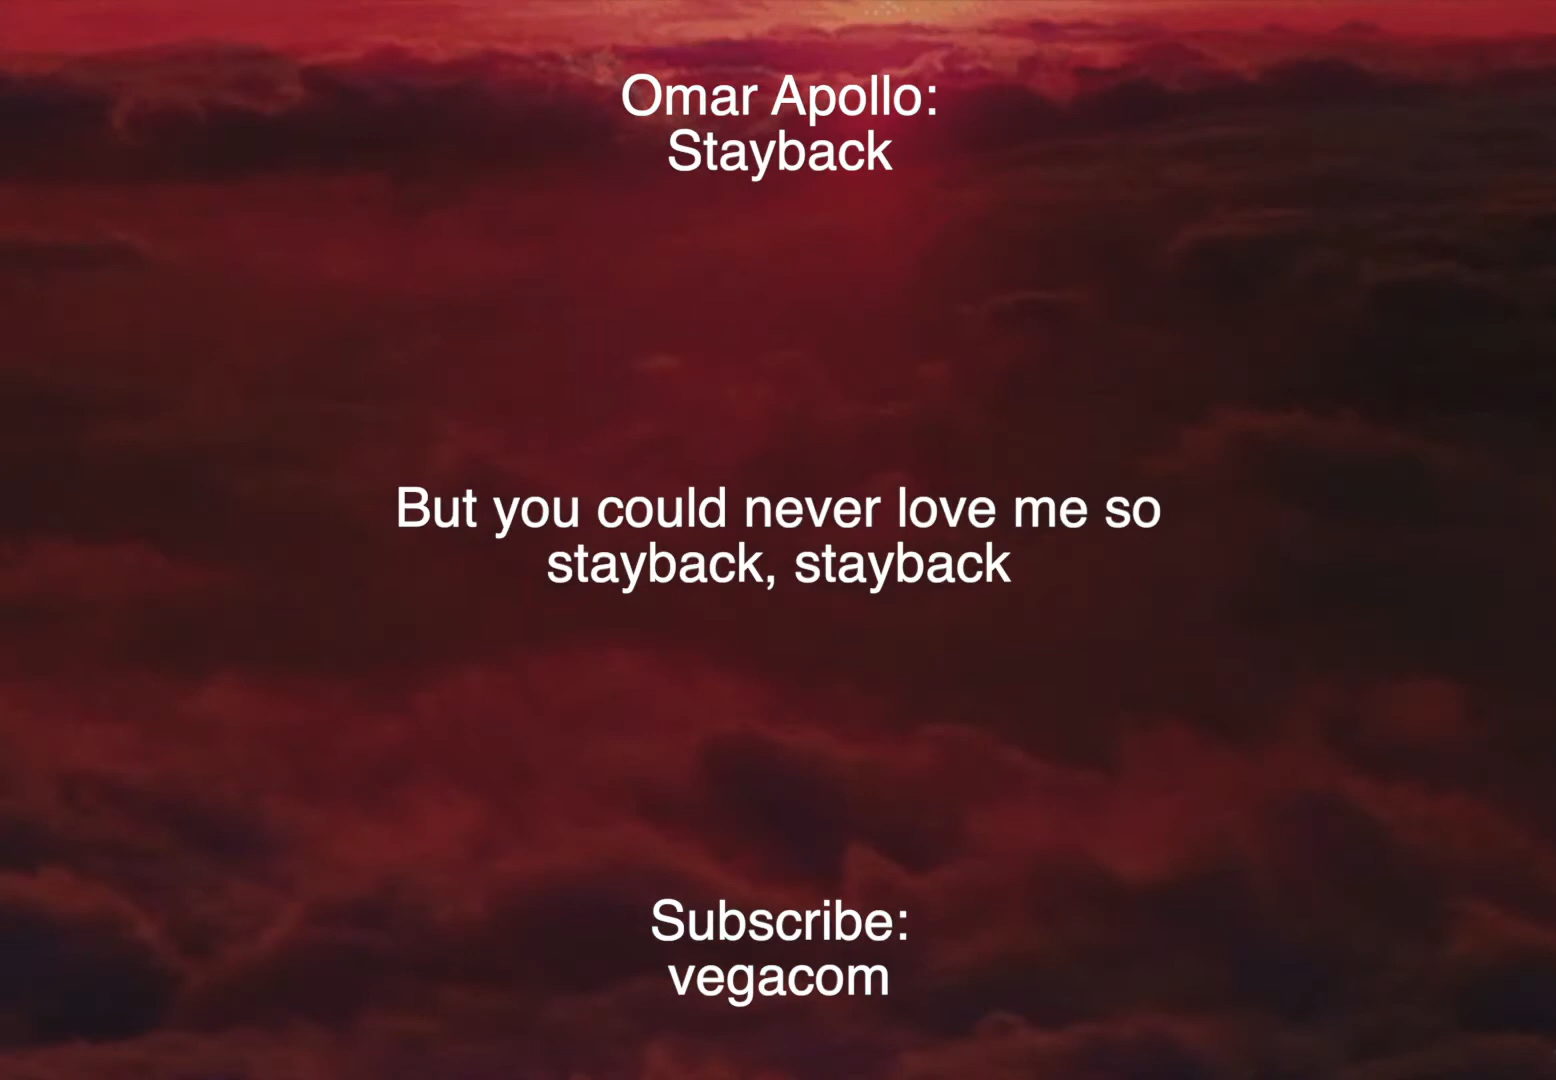 Omar Apollo:
Stayback
But you could never love me so
stayback, stayback
Subscribe:
vegacom